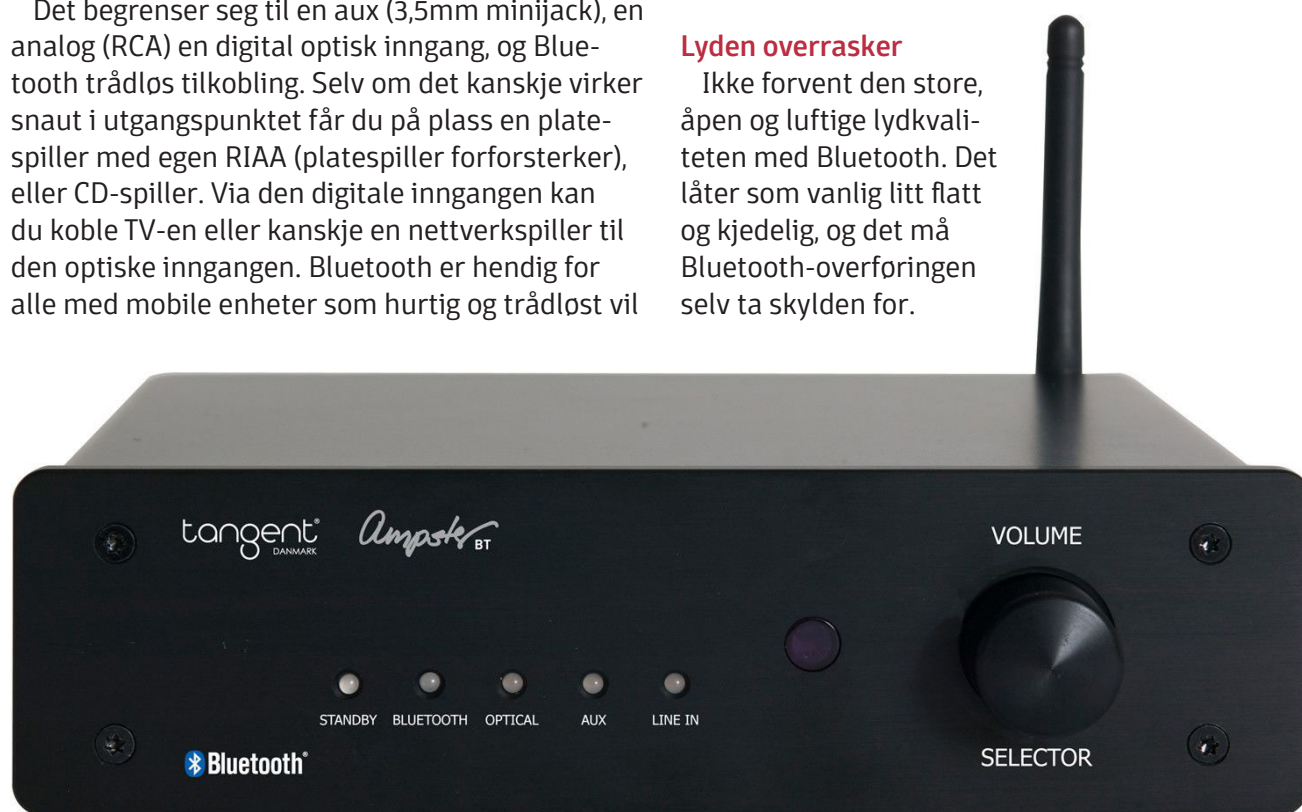 Det begrenser seg til en aux (3,5mm minijack), en
analog (RCA) en digital optisk inngang, og Blue-
tooth trådløs tilkobling. Selv om det kanskje virker
snaut i utgangspunktet får du på plass en plate-
spiller med egen RIAA (platespiller forforsterker),
eller CD-spiller. Via den digitale inngangen kan
du koble TV-en eller kanskje en nettverkspiller til
den optiske inngangen. Bluetooth er hendig for
alle med mobile enheter som hurtig og trådløst vil
Lyden overrasker
Ikke forvent den store,
åpen og luftige lydkvali-
teten med Bluetooth. Det
låter som vanlig litt flatt
og kjedelig, og det må
Bluetooth-overføringen
selv ta skylden for.
tangent®
DANMARK
Ampster BT
VOLUME
STANDBY BLUETOOTH OPTICAL AUX LINE IN
Bluetooth®
SELECTOR